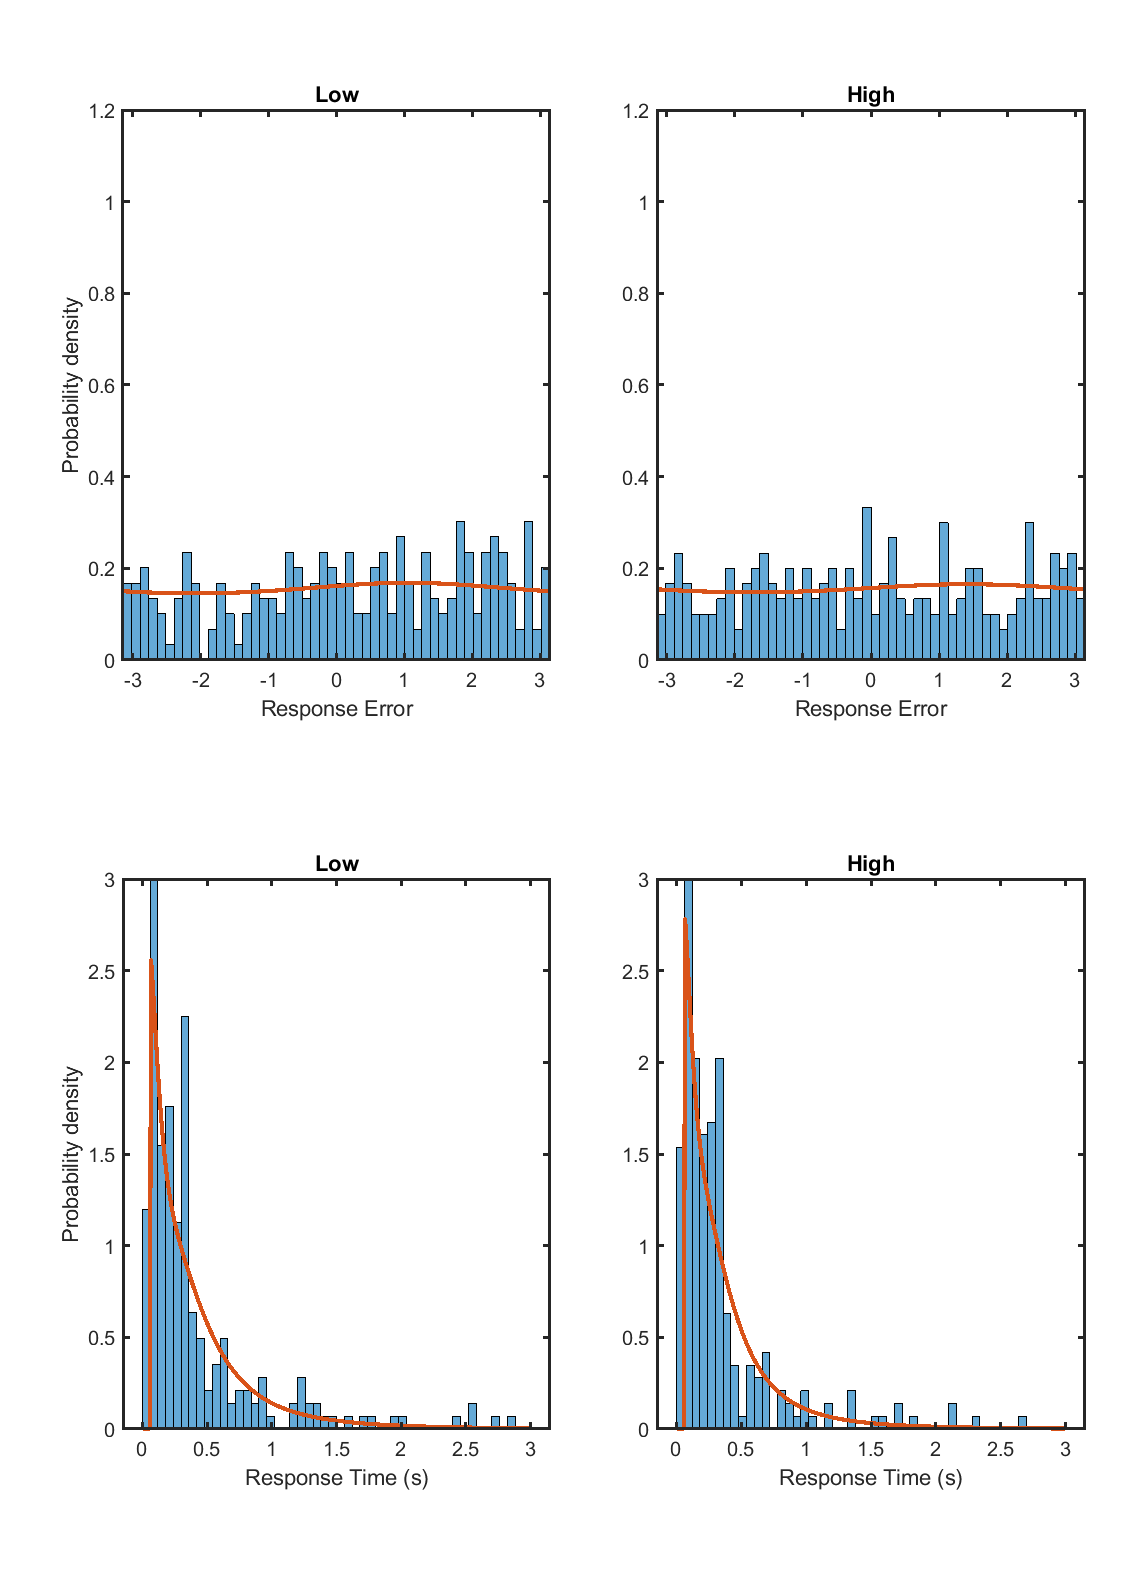 Low High
1.2 1.2
1 1
0.8 0.8
0.6 0.6
0.4 0.4
0.2 0.2
0 0
Probability density
-3 -2 -1 0 1 2 3 -3 -2 -1 0 1 2 3
Response Error Response Error
Low High
3 3
2.5 2.5
2 2
1.5 1.5
1 1
0.5 0.5
0 0
Probability density
0 0.5 1 1.5 2 2.5 3 0 0.5 1 1.5 2 2.5 3
Response Time (s) Response Time (s)